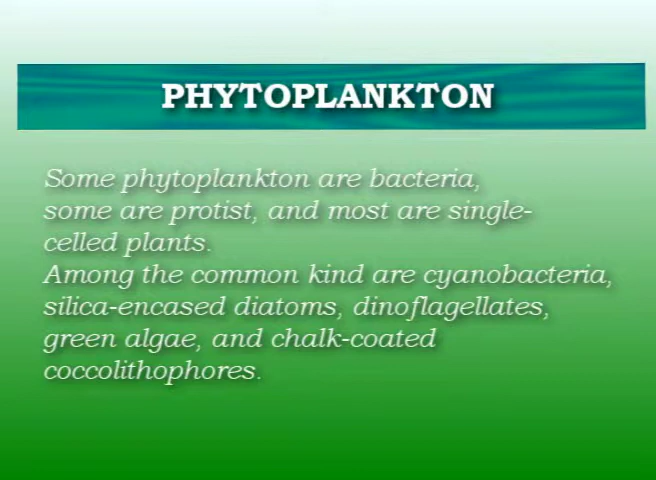 PHYTOPLANKTON
Some phytoplankton are bacteria,
some are protist, and most are single-
celled plants.
Among the common kind are cyanobacteria,
silica-encased diatoms, dinoflagellates,
green algae, and chalk-coated
coccolithophores.